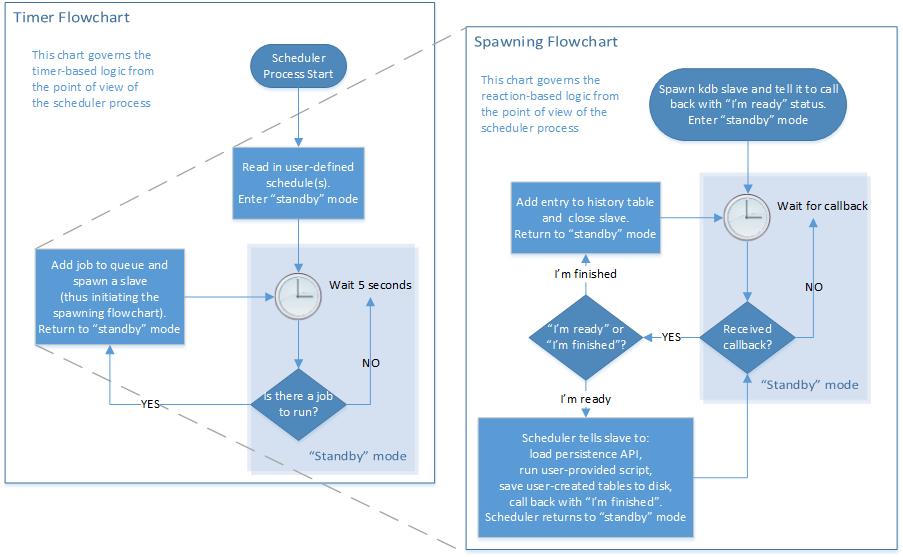 Timer Flowchart
This chart governs the
timer-based logic from
the point of view of
the scheduler process
Scheduler
Process Start
Read in user-defined
schedule(s).
Enter “standby” mode
Add job to queue and
spawn a slave
(thus initiating the
spawning flowchart).
Return to “standby” mode
Wait 5 seconds
NO
Is there a job
to run?
YES
“Standby” mode
Spawning Flowchart
This chart governs the
reaction-based logic from
the point of view of the
scheduler process
Spawn kdb slave and tell it to call
back with “I’m ready” status.
Enter “standby” mode
Add entry to history table
and close slave.
Return to “standby” mode
Wait for callback
I’m finished
NO
“I’m ready” or
“I’m finished”?
YES
Received
callback?
“Standby” mode
I’m ready
Scheduler tells slave to:
load persistence API,
run user-provided script,
save user-created tables to disk,
call back with “I’m finished”.
Scheduler returns to “standby” mode